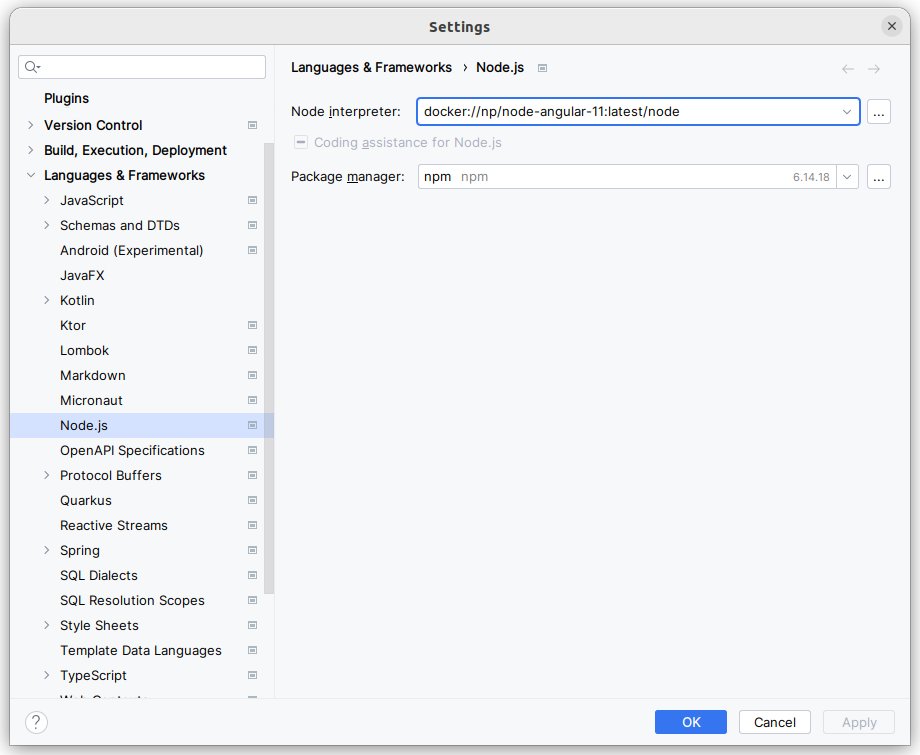 Settings
Languages & Frameworks › Node.js
Plugins
Version Control
Build, Execution, Deployment
Languages & Frameworks
JavaScript
Schemas and DTDs
Android (Experimental)
JavaFX
Kotlin
Ktor
Lombok
Markdown
Micronaut
Node.js
OpenAPI Specifications
Protocol Buffers
Quarkus
Reactive Streams
Spring
SQL Dialects
SQL Resolution Scopes
Style Sheets
Template Data Languages
TypeScript
Node interpreter: docker://np/node-angular-11:latest/node ...
Coding assistance for Node.js
Package manager: npm npm 6.14.18 ...
? OK Cancel Apply